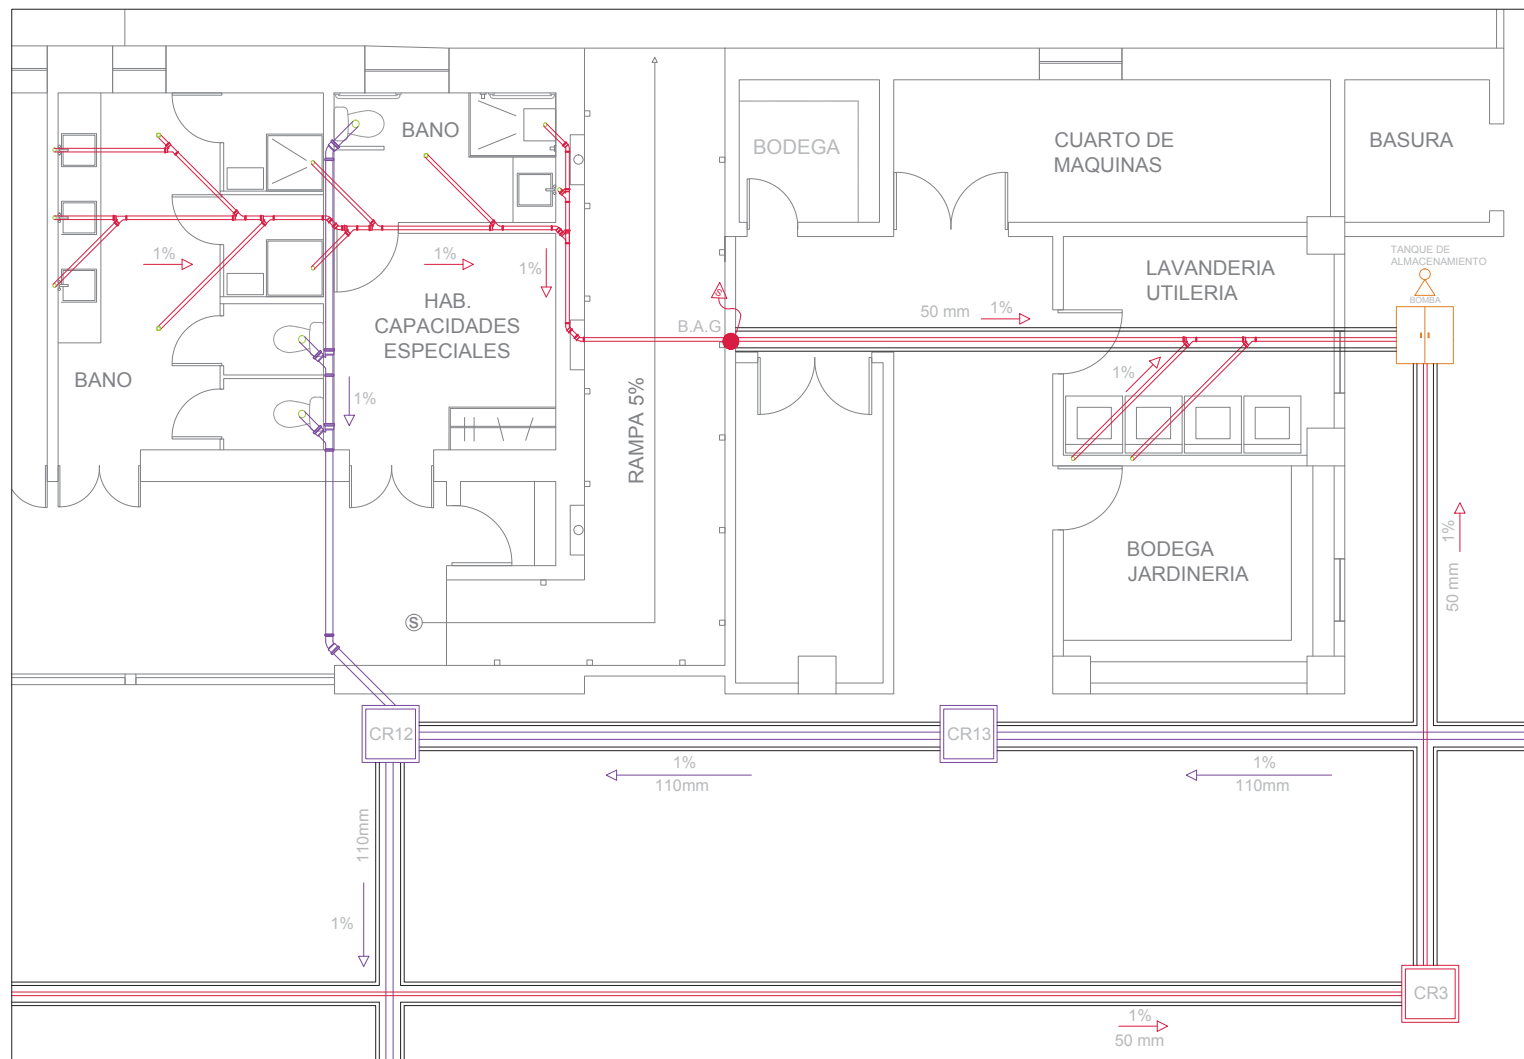 BANO
BODEGA
CUARTO DE
MAQUINAS
BASURA
1%
1%
1%
HAB.
CAPACIDADES
ESPECIALES
S
B.A.G
50 mm
1%
LAVANDERIA
UTILERIA
TANQUE DE
ALMACENAMIENTO
BOMBA
BANO
1%
RAMPA 5%
1%
S
BODEGA
JARDINERIA
1%
50 mm
CR12
CR13
1%
110mm
1%
110mm
110mm
1%
CR3
1%
50 mm